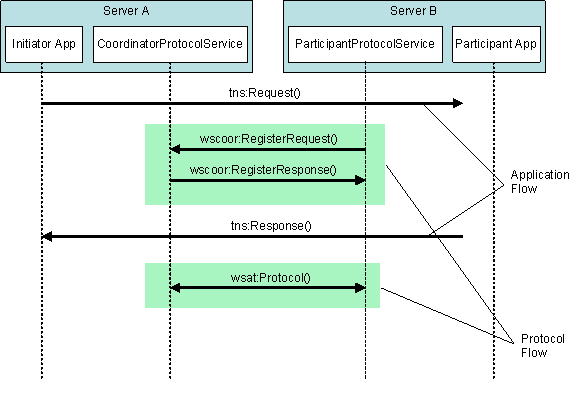 Server A
Server B
Initiator App
CoordinatorProtocolService
ParticipantProtocolService
Participant App
tns:Request()
wscoor:RegisterRequest()
wscoor:RegisterResponse()
Application
Flow
tns:Response()
wsat:Protocol()
Protocol
Flow